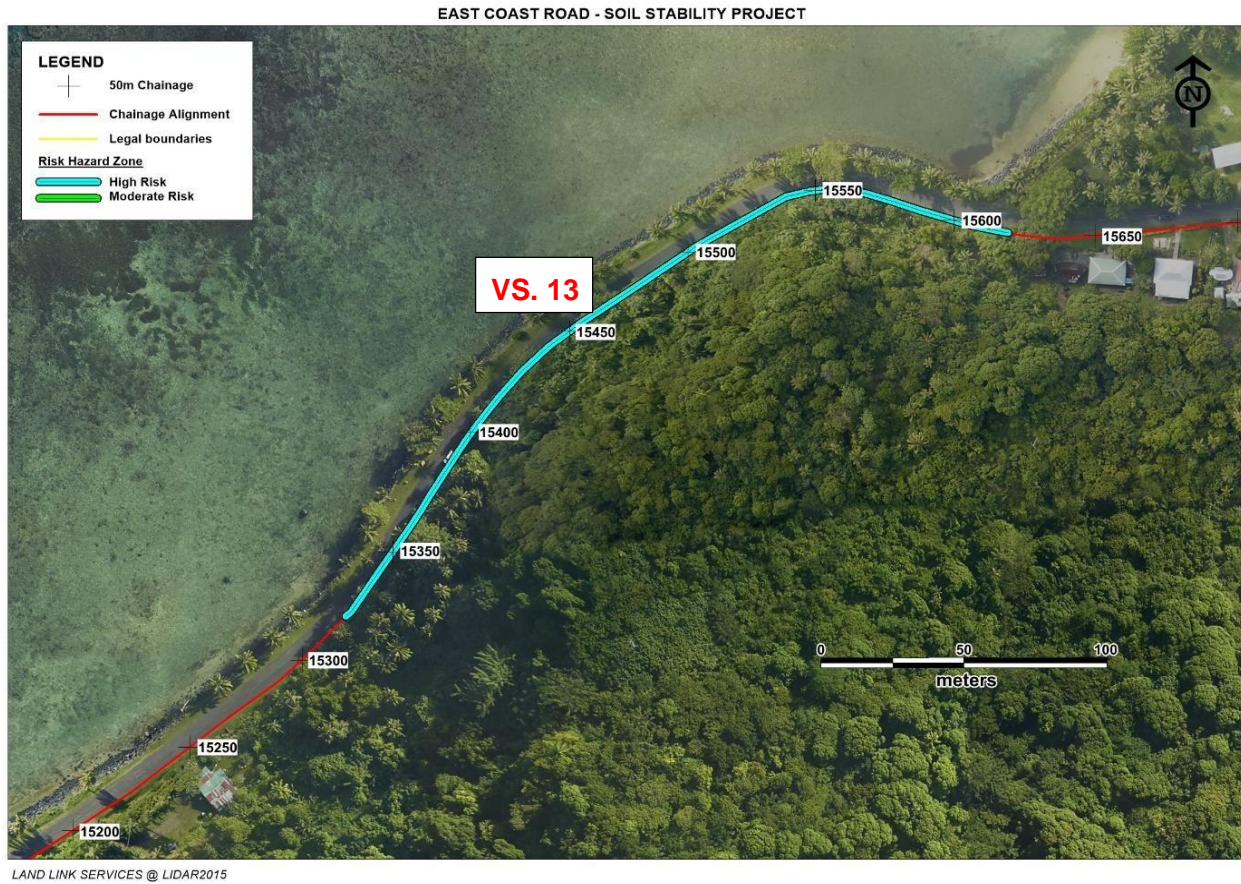 EAST COAST ROAD - SOIL STABILITY PROJECT
LEGEND
50m Chainage
Chainage Alignment
Legal boundaries
Risk Hazard Zone
High Risk
Moderate Risk
N
15550
15600
15650
15500
VS. 13
15450
15400
15350
15300
15250
15200
0 50 100
meters
LAND LINK SERVICES @ LIDAR2015